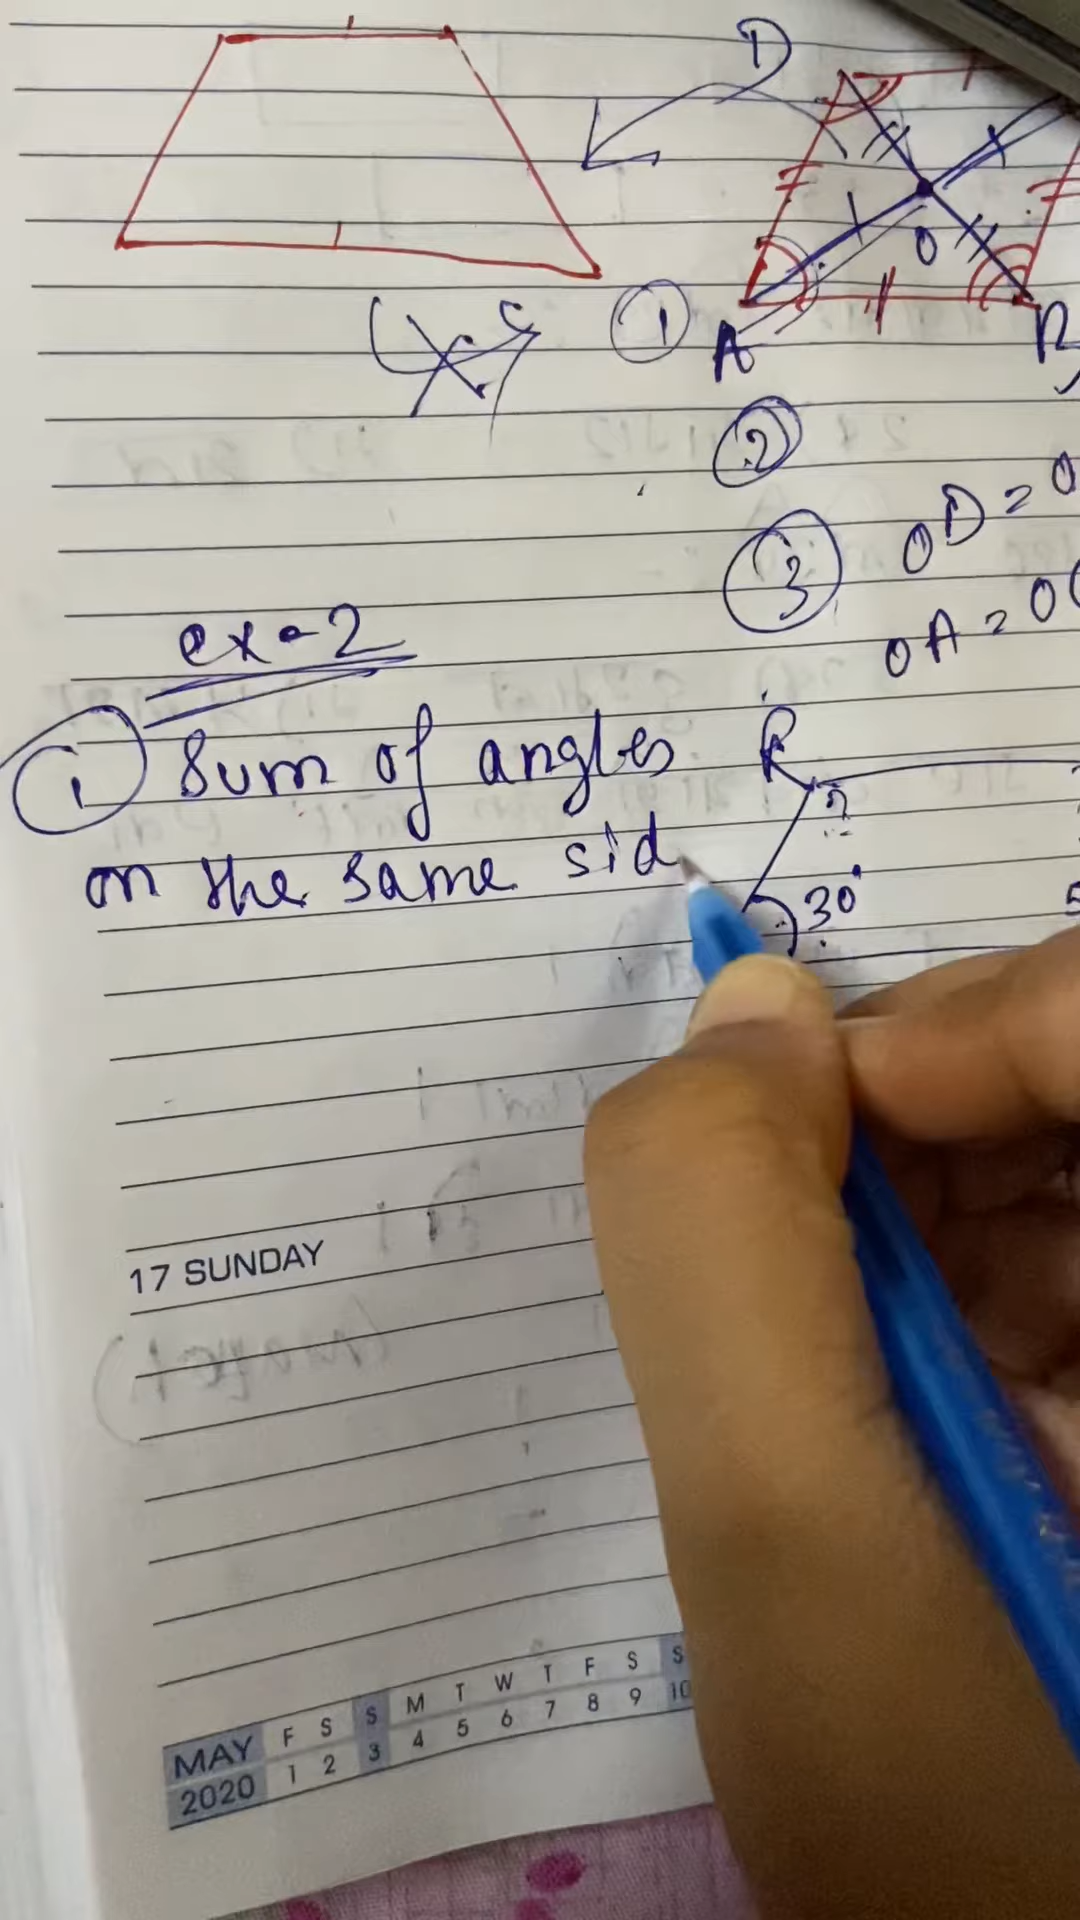 D
O
1
A
B
2
3
OD = O
OA = O
ex-2
1 Sum of angles
on the same sid
R
30°
5
17 SUNDAY
MAY F S S M T W T F S S
2020 1 2 3 4 5 6 7 8 9 10